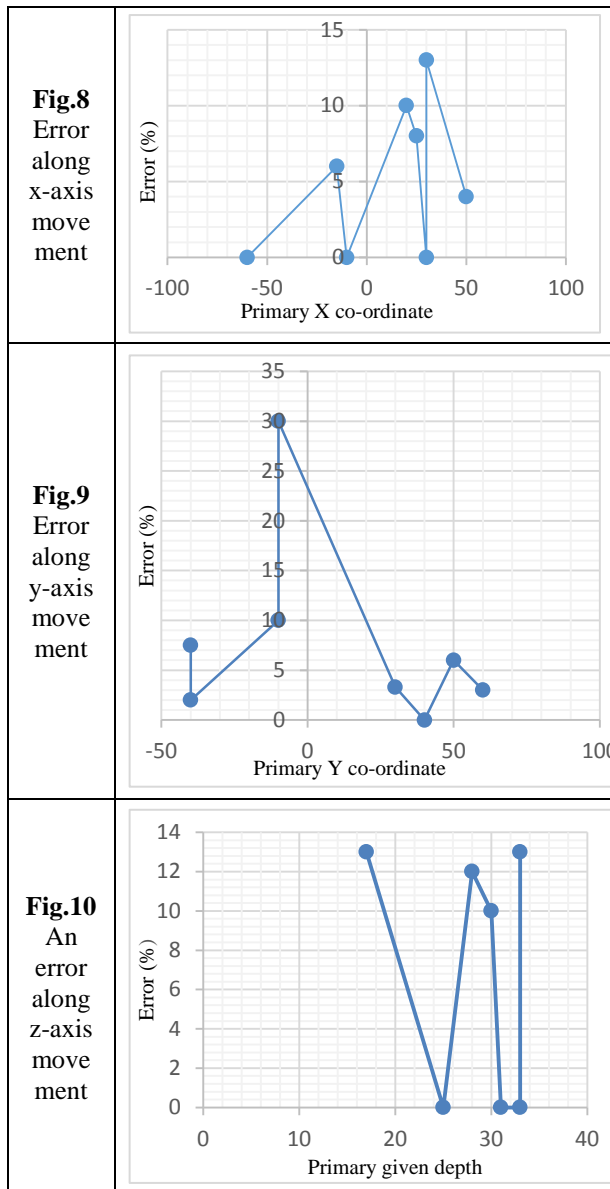 Fig.8
Error
along
x-axis
move
ment
15
10
5
0
Error (%)
-100 -50 0 50 100
Primary X co-ordinate
Fig.9
Error
along
y-axis
move
ment
35
30
25
20
15
10
5
0
Error (%)
-50 0 50 100
Primary Y co-ordinate
Fig.10
An
error
along
z-axis
move
ment
14
12
10
8
6
4
2
0
Error (%)
0 10 20 30 40
Primary given depth